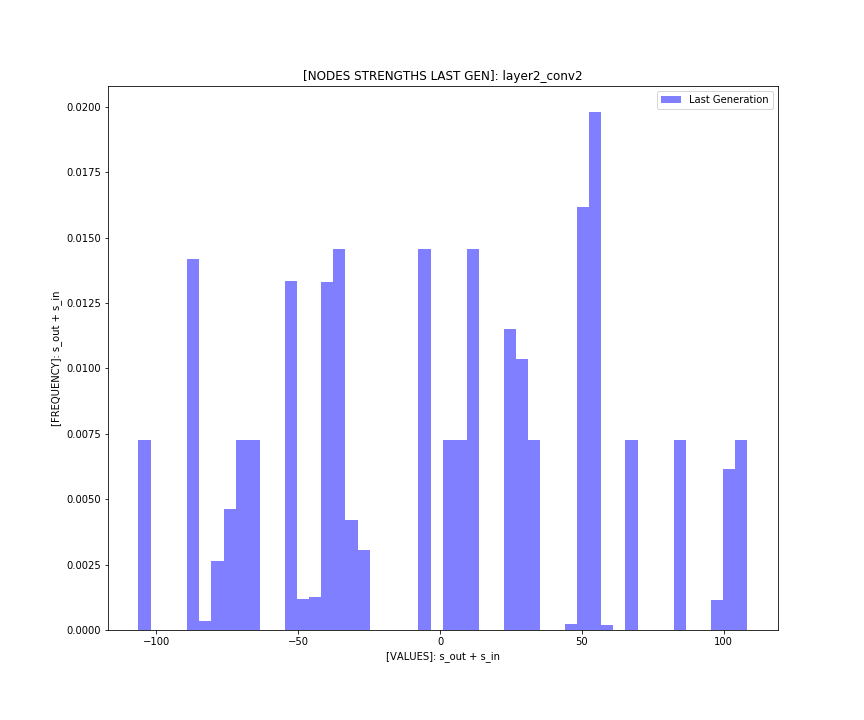 [NODES STRENGTHS LAST GEN]: layer2_conv2
Last Generation
0.0200
0.0175
0.0150
0.0125
0.0100
0.0075
0.0050
0.0025
0.0000
[FREQUENCY]: s_out + s_in
−100 −50 0 50 100
[VALUES]: s_out + s_in